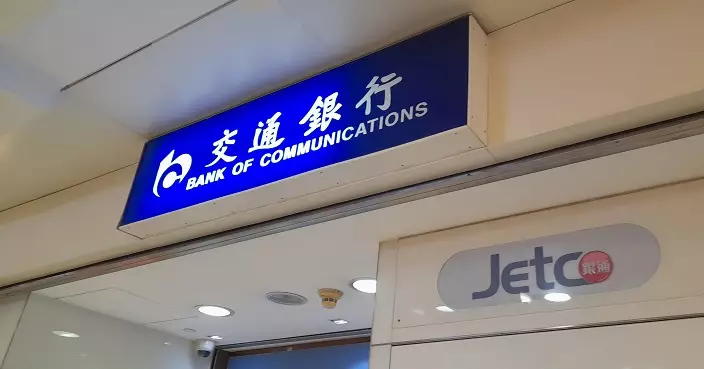 交通銀行
BANK OF COMMUNICATIONS
Jetco 銀通